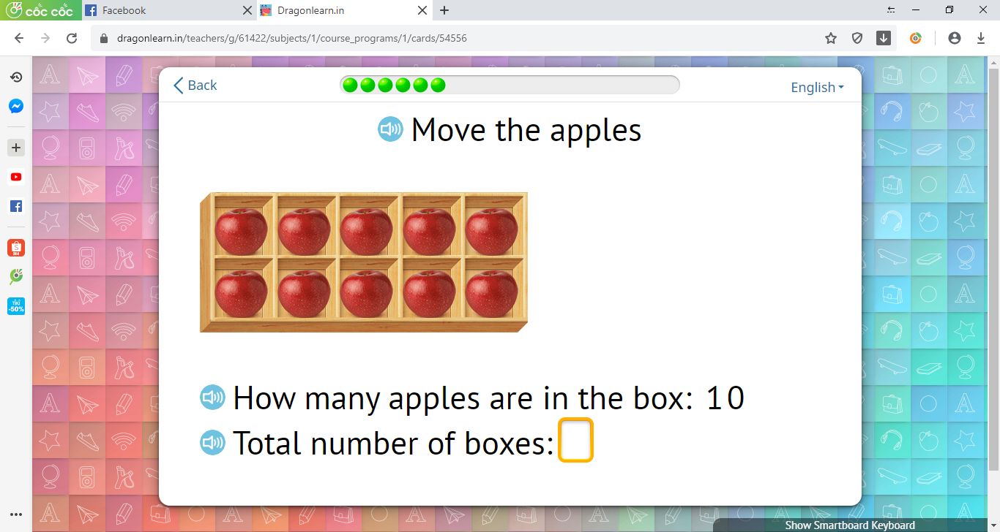 cốc cốc Facebook Dragonlearn.in
dragonlearn.in/teachers/g/61422/subjects/1/course_programs/1/cards/54556
Back English
Move the apples
How many apples are in the box: 10
Total number of boxes:
TIKI
-50%
Show Smartboard Keyboard